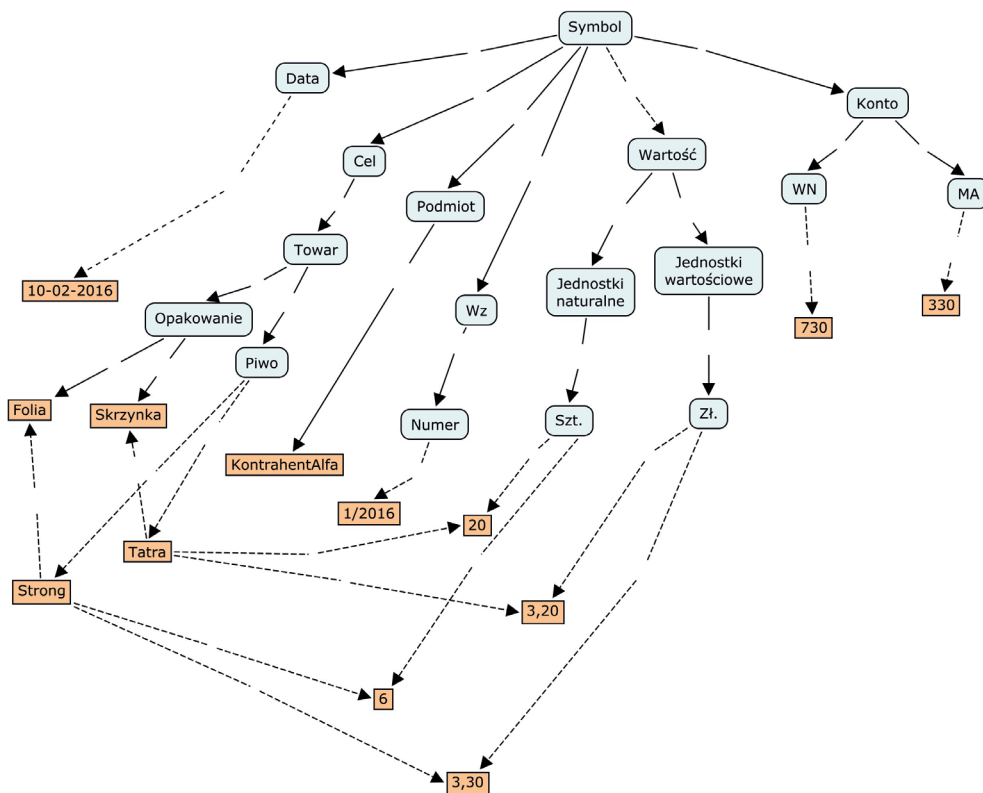 Symbol
Data
Konto
Cel
Wartość
WN
MA
Podmiot
Towar
Jednostki
naturalne
Jednostki
wartościowe
10-02-2016
Opakowanie
Wz
730
330
Piwo
Folia
Skrzynka
Numer
Szt.
Zł.
KontrahentAlfa
1/2016
20
Tatra
Strong
3,20
6
3,30